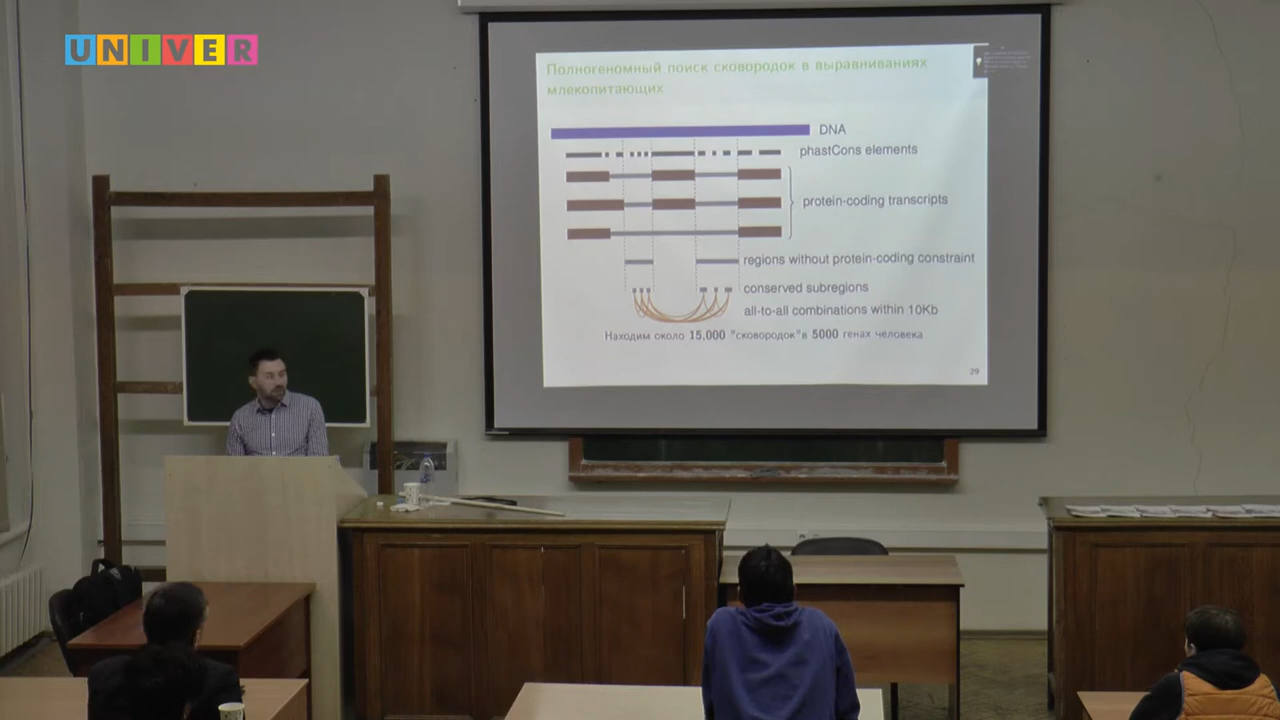 UNIVER
Полногеномный поиск сковородок в выравниваниях
млекопитающих
DNA
phastCons elements
protein-coding transcripts
regions without protein-coding constraint
conserved subregions
all-to-all combinations within 10Kb
Находим около 15,000 "сковородок"в 5000 генах человека
29